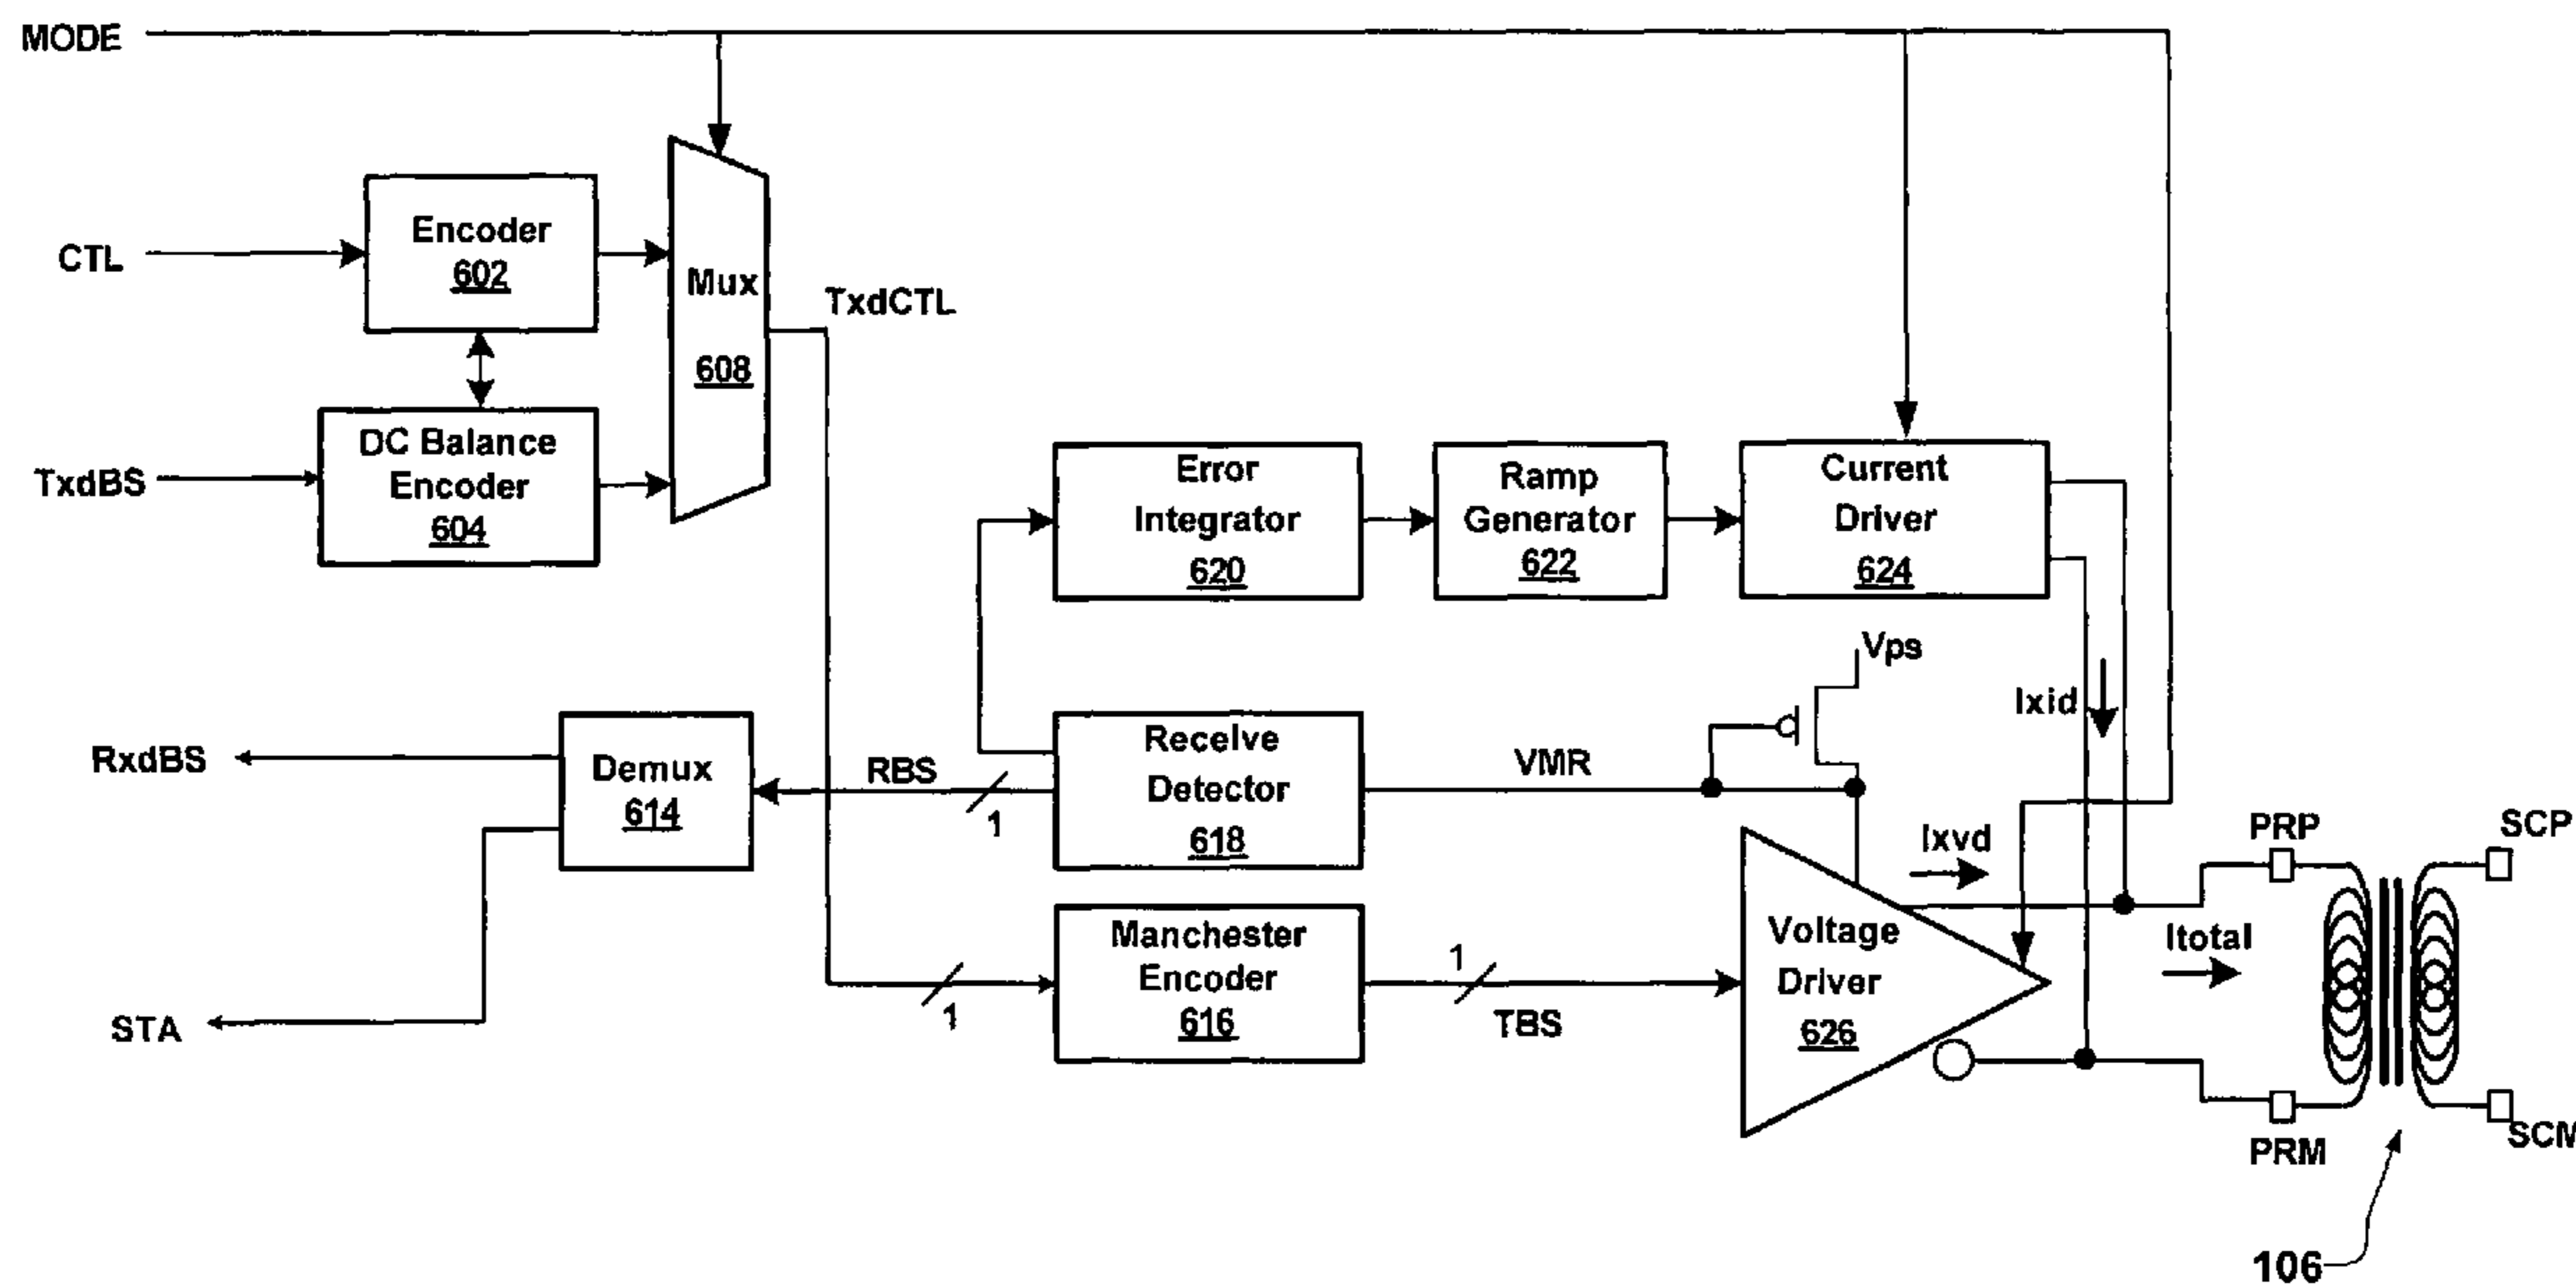 MODE
Encoder
602
CTL
Mux
608
TxdCTL
DC Balance
Encoder
604
TxdBS
Error
Integrator
620
Ramp
Generator
622
Current
Driver
624
Vps
Ixid
RxdBS
Demux
614
RBS
1
Receive
Detector
618
VMR
Ixvd
PRP
SCP
STA
1
Manchester
Encoder
616
1
TBS
Voltage
Driver
626
Itotal
PRM
SCM
106